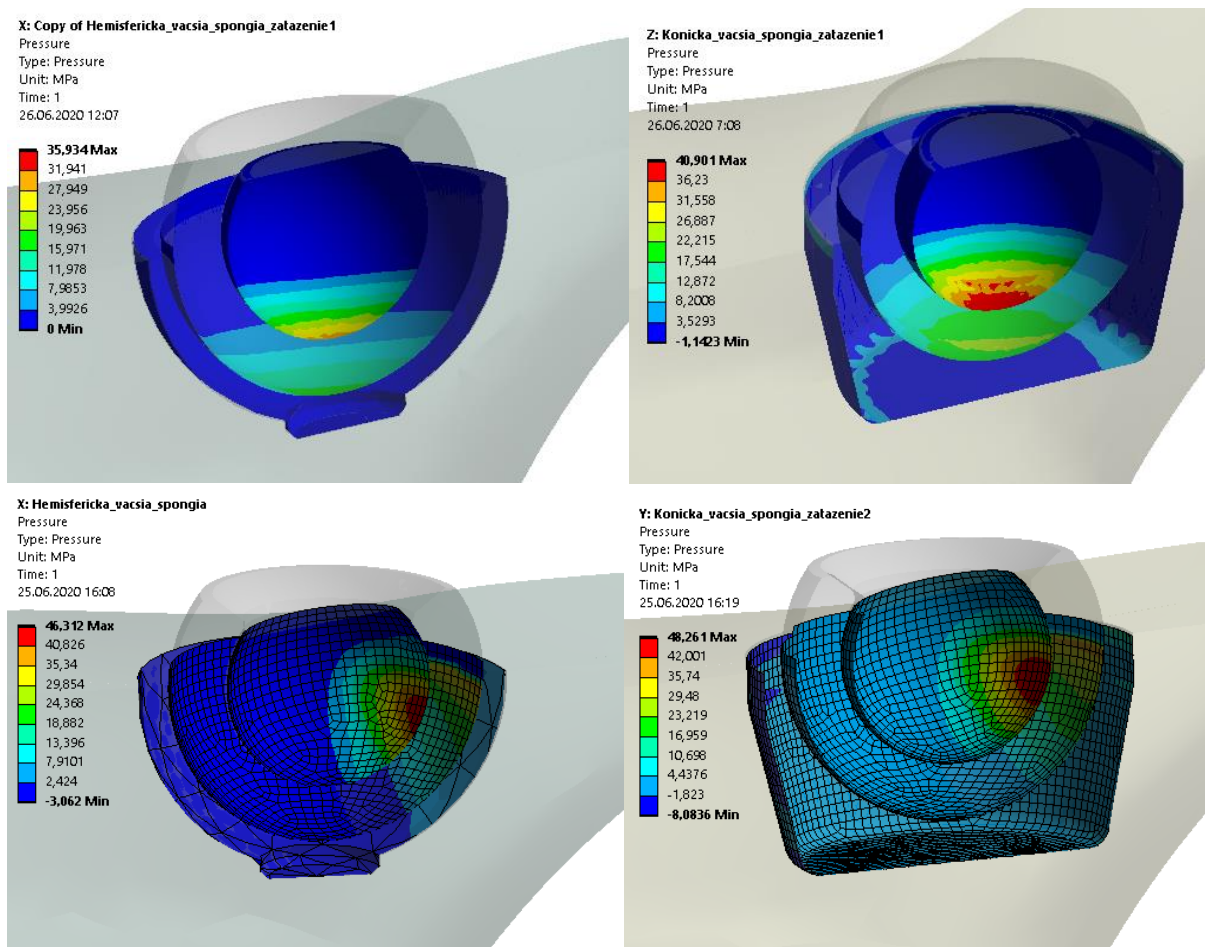 X: Copy of Hemisfericka_vacsia_spongia_zatazenie1
Pressure
Type: Pressure
Unit: MPa
Time: 1
26.06.2020 12:07
35,934 Max
31,941
27,949
23,956
19,963
15,971
11,978
7,9853
3,9926
0 Min
Z: Konicka_vacsia_spongia_zatazenie1
Pressure
Type: Pressure
Unit: MPa
Time: 1
26.06.2020 7:08
40,901 Max
36,23
31,558
26,887
22,215
17,544
12,872
8,2008
3,5293
-1,1423 Min
X: Hemisfericka_vacsia_spongia
Pressure
Type: Pressure
Unit: MPa
Time: 1
25.06.2020 16:08
46,312 Max
40,826
35,34
29,854
24,368
18,882
13,396
7,9101
2,424
-3,062 Min
Y: Konicka_vacsia_spongia_zatazenie2
Pressure
Type: Pressure
Unit: MPa
Time: 1
25.06.2020 16:19
48,261 Max
42,001
35,74
29,48
23,219
16,959
10,698
4,4376
-1,823
-8,0836 Min